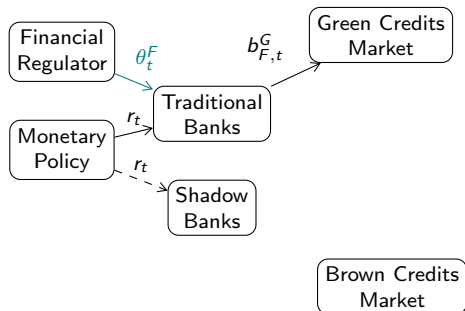 Financial
Regulator
θ_t^F
Green Credits
Market
b_{F,t}^G
Traditional
Banks
Monetary
Policy
r_t
r_t
Shadow
Banks
Brown Credits
Market